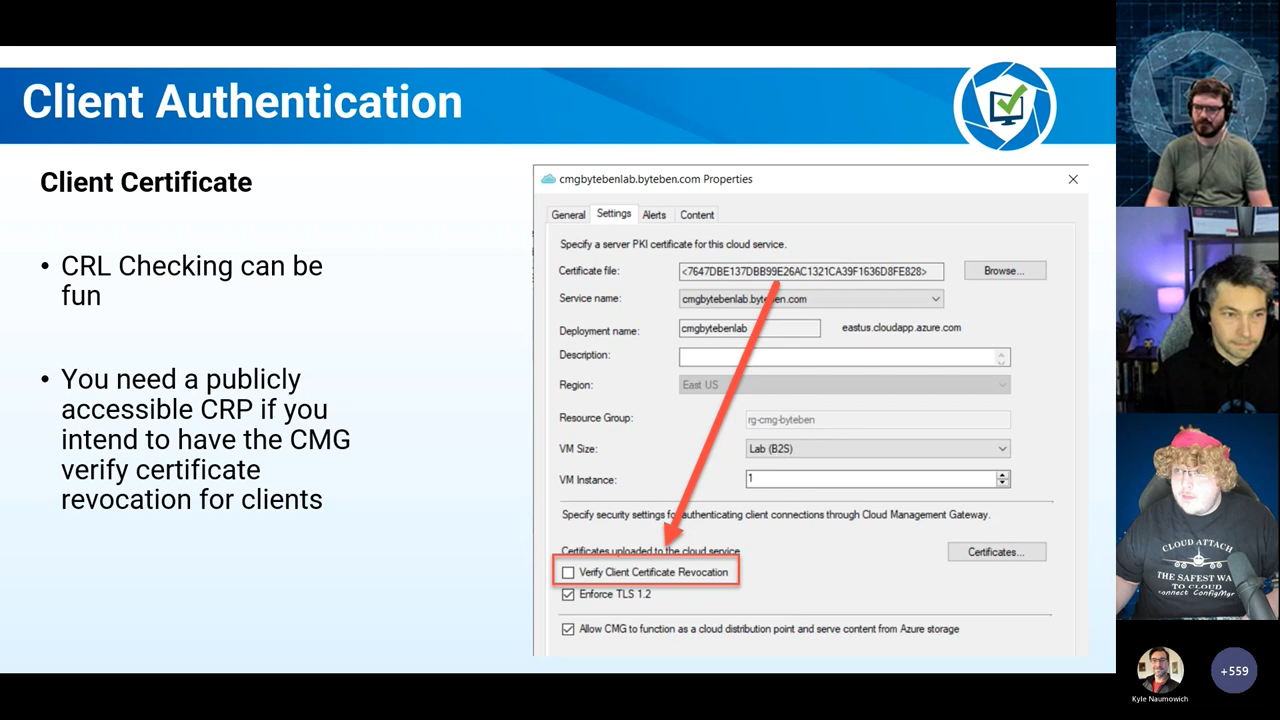 Client Authentication
Client Certificate
• CRL Checking can be
fun
• You need a publicly
accessible CRP if you
intend to have the CMG
verify certificate
revocation for clients
cmgbytebenlab.byteben.com Properties
General Settings Alerts Content
Specify a server PKI certificate for this cloud service.
Certificate file: <7647DBE137DBB99E26AC1321CA39F1636D8FE828> Browse...
Service name: cmgbytebenlab.byteben.com
Deployment name: cmgbytebenlab eastus.cloudapp.azure.com
Description:
Region: East US
Resource Group: rg-cmg-byteben
VM Size: Lab (B2S)
VM Instance: 1
Specify security settings for authenticating client connections through Cloud Management Gateway.
Certificates uploaded to the cloud service Certificates...
Verify Client Certificate Revocation
Enforce TLS 1.2
Allow CMG to function as a cloud distribution point and serve content from Azure storage
CLOUD ATTACH
THE SAFEST WA
TO CLOUD
connect ConfigMgr
Kyle Naumowich
+559